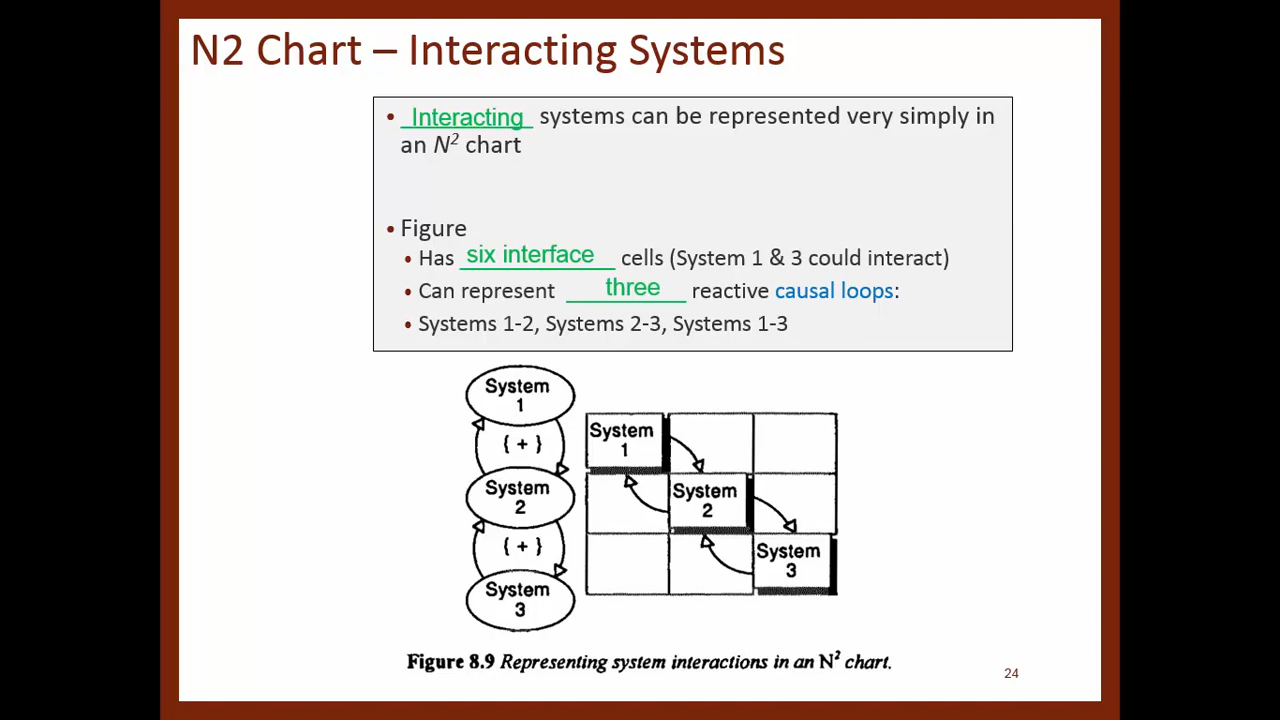 N2 Chart – Interacting Systems
• Interacting systems can be represented very simply in
an N² chart
• Figure
• Has six interface cells (System 1 & 3 could interact)
• Can represent three reactive causal loops:
• Systems 1-2, Systems 2-3, Systems 1-3
System
1
{ + }
System
2
{ + }
System
3
System
1
System
2
System
3
Figure 8.9 Representing system interactions in an N² chart.
24